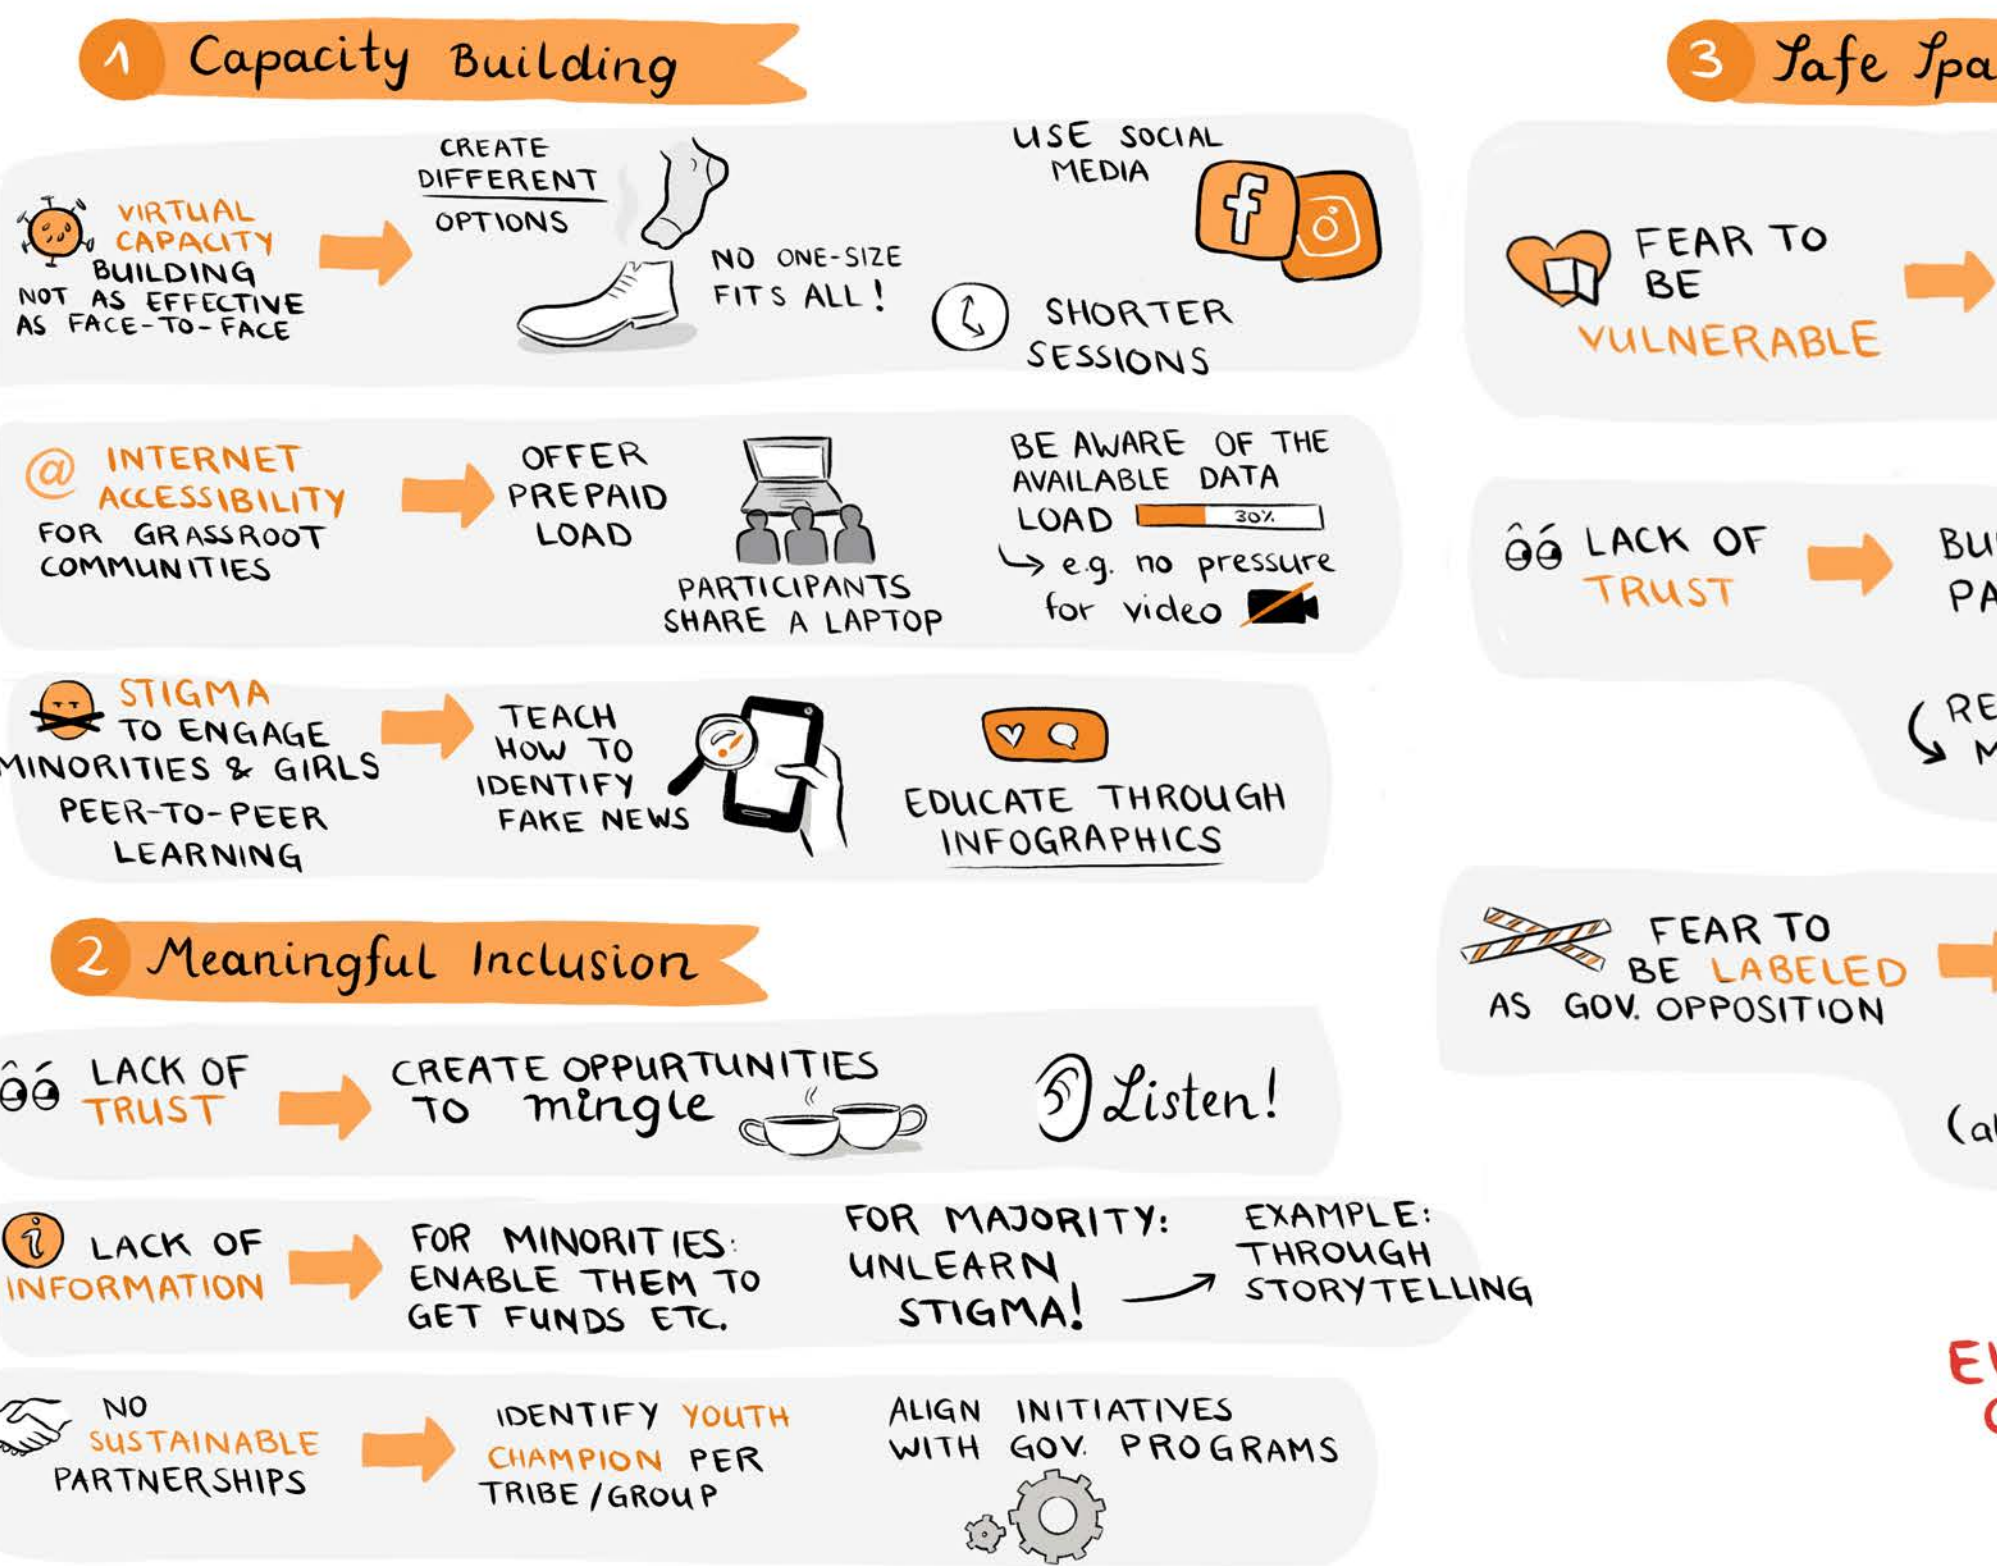 1 Capacity Building
VIRTUAL
CAPACITY
BUILDING
NOT AS EFFECTIVE
AS FACE-TO-FACE
CREATE
DIFFERENT
OPTIONS
NO ONE-SIZE
FITS ALL!
USE SOCIAL
MEDIA
SHORTER
SESSIONS
@ INTERNET
ACCESSIBILITY
FOR GRASSROOT
COMMUNITIES
OFFER
PREPAID
LOAD
PARTICIPANTS
SHARE A LAPTOP
BE AWARE OF THE
AVAILABLE DATA
LOAD 30%
e.g. no pressure
for video
STIGMA
TO ENGAGE
MINORITIES & GIRLS
PEER-TO-PEER
LEARNING
TEACH
HOW TO
IDENTIFY
FAKE NEWS
EDUCATE THROUGH
INFOGRAPHICS
2 Meaningful Inclusion
LACK OF
TRUST
CREATE OPPURTUNITIES
TO mingle
Listen!
i LACK OF
INFORMATION
FOR MINORITIES:
ENABLE THEM TO
GET FUNDS ETC.
FOR MAJORITY:
UNLEARN
STIGMA!
EXAMPLE:
THROUGH
STORYTELLING
NO
SUSTAINABLE
PARTNERSHIPS
IDENTIFY YOUTH
CHAMPION PER
TRIBE/GROUP
ALIGN INITIATIVES
WITH GOV. PROGRAMS
3 Safe Spa
FEAR TO
BE
VULNERABLE
LACK OF
TRUST
FEAR TO
BE LABELED
AS GOV. OPPOSITION